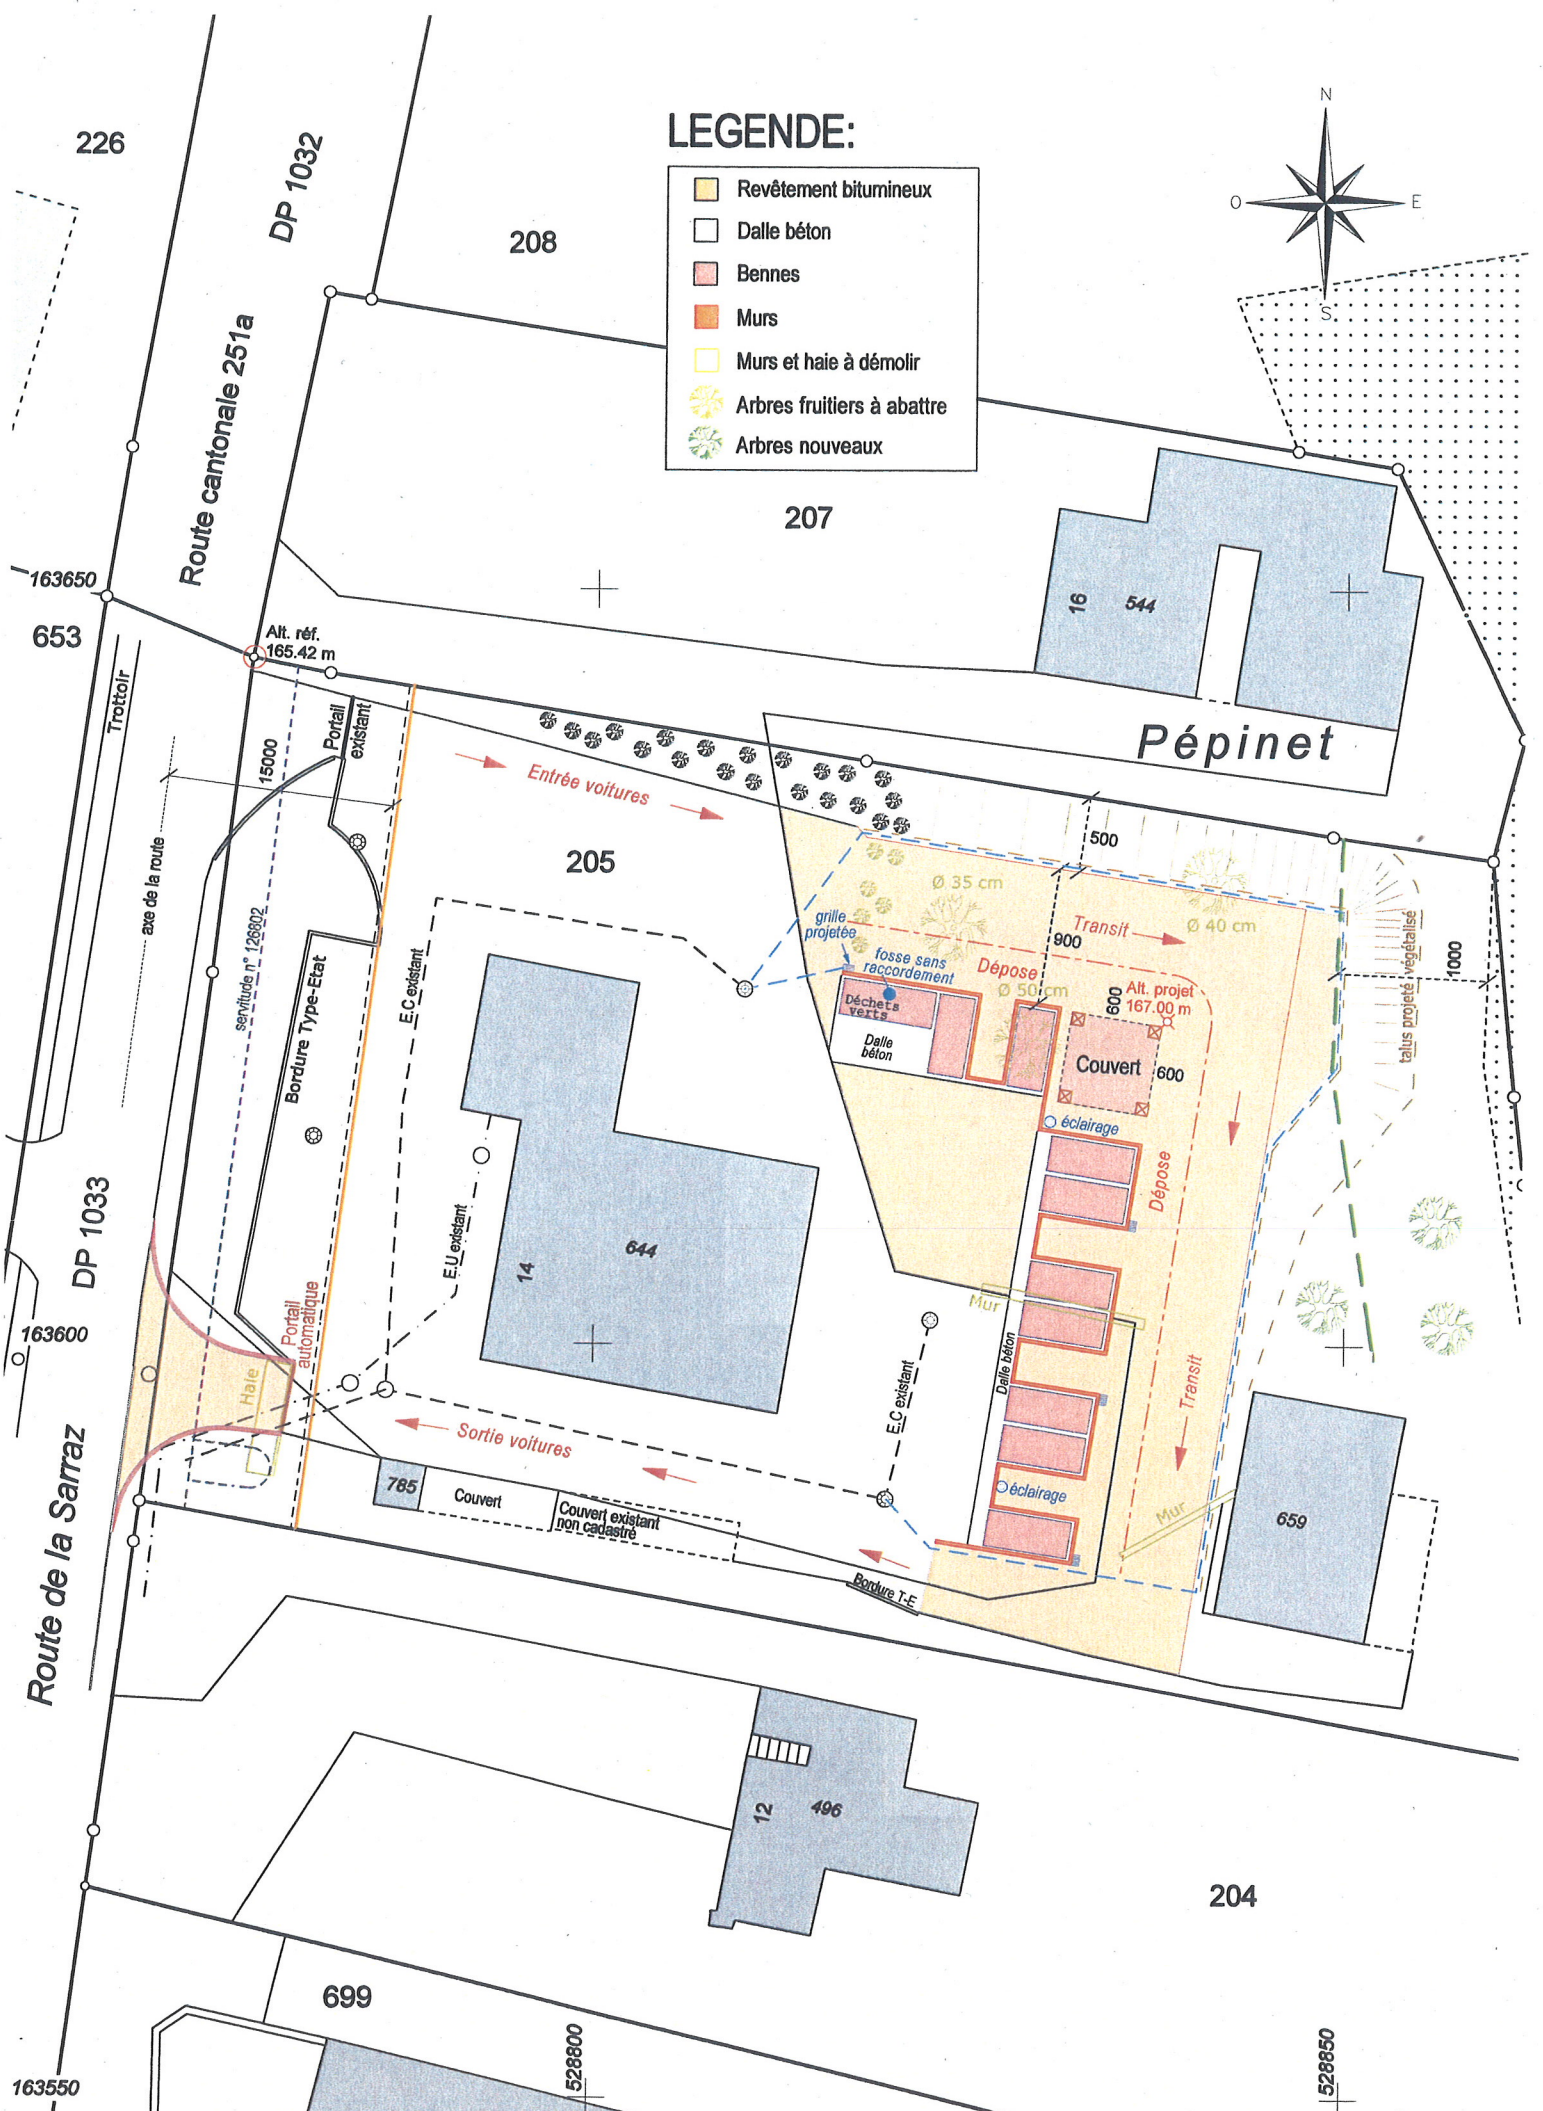 LEGENDE:
Revêtement bitumineux
Dalle béton
Bennes
Murs
Murs et haie à démolir
Arbres fruitiers à abattre
Arbres nouveaux
N
O
E
S
226
DP 1032
208
Route cantonale 251a
207
163650
653
Alt. réf.
165.42 m
16
544
Trottoir
Portail
existant
15000
Pépinet
Entrée voitures
axe de la route
205
500
Ø 35 cm
Ø 40 cm
grille
projetée
Transit
900
talus projeté végétalisé
1000
servitude n° 126802
E.C existant
fosse sans
raccordement
Dépose
Ø 50 cm
Bordure Type-Etat
Déchets
verts
600
Alt. projet
167.00 m
Dalle
béton
Couvert
600
éclairage
Dépose
DP 1033
E.U existant
14
644
Portail
automatique
Mur
163600
Haie
Dalle béton
E.C existant
Transit
Route de la Sarraz
Sortie voitures
785
Couvert
Couvert existant
non cadastré
éclairage
Mur
659
Bordure T-E
12
496
204
699
528800
528850
163550